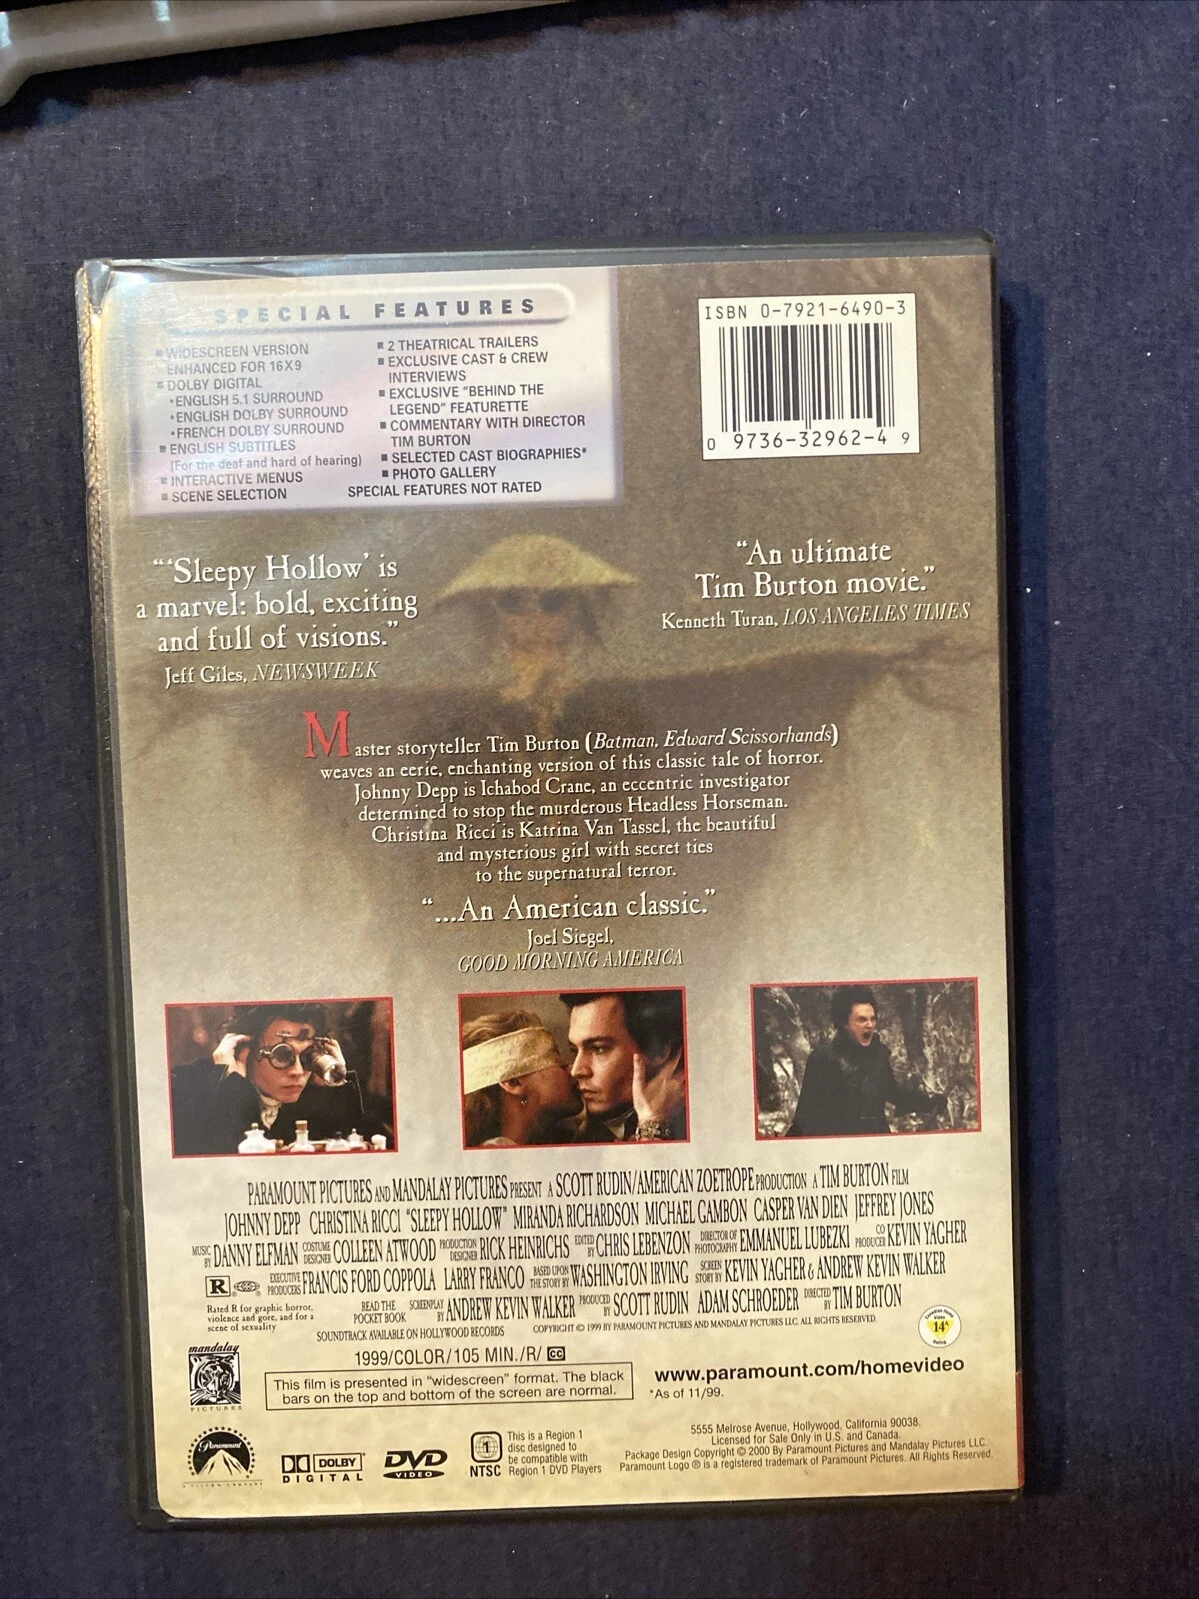 SPECIAL FEATURES
WIDESCREEN VERSION
ENHANCED FOR 16X9
DOLBY DIGITAL
•ENGLISH 5.1 SURROUND
•ENGLISH DOLBY SURROUND
•FRENCH DOLBY SURROUND
ENGLISH SUBTITLES
(For the deaf and hard of hearing)
INTERACTIVE MENUS
SCENE SELECTION
2 THEATRICAL TRAILERS
EXCLUSIVE CAST & CREW
INTERVIEWS
EXCLUSIVE "BEHIND THE
LEGEND" FEATURETTE
COMMENTARY WITH DIRECTOR
TIM BURTON
SELECTED CAST BIOGRAPHIES*
PHOTO GALLERY
SPECIAL FEATURES NOT RATED
ISBN 0-7921-6490-3
0 9736-32962-4 9
"'Sleepy Hollow' is
a marvel: bold, exciting
and full of visions."
Jeff Giles, NEWSWEEK
"An ultimate
Tim Burton movie."
Kenneth Turan, LOS ANGELES TIMES
Master storyteller Tim Burton (Batman, Edward Scissorhands)
weaves an eerie, enchanting version of this classic tale of horror.
Johnny Depp is Ichabod Crane, an eccentric investigator
determined to stop the murderous Headless Horseman.
Christina Ricci is Katrina Van Tassel, the beautiful
and mysterious girl with secret ties
to the supernatural terror.
"...An American classic."
Joel Siegel,
GOOD MORNING AMERICA
PARAMOUNT PICTURES AND MANDALAY PICTURES PRESENT A SCOTT RUDIN/AMERICAN ZOETROPE PRODUCTION A TIM BURTON FILM
JOHNNY DEPP CHRISTINA RICCI "SLEEPY HOLLOW" MIRANDA RICHARDSON MICHAEL GAMBON CASPER VAN DIEN JEFFREY JONES
MUSIC BY DANNY ELFMAN COSTUME DESIGNER COLLEEN ATWOOD PRODUCTION DESIGNER RICK HEINRICHS EDITED BY CHRIS LEBENZON DIRECTOR OF PHOTOGRAPHY EMMANUEL LUBEZKI CO PRODUCER KEVIN YAGHER
R EXECUTIVE PRODUCERS FRANCIS FORD COPPOLA LARRY FRANCO BASED UPON THE STORY BY WASHINGTON IRVING SCREEN STORY BY KEVIN YAGHER & ANDREW KEVIN WALKER
READ THE POCKET BOOK SCREENPLAY BY ANDREW KEVIN WALKER PRODUCED BY SCOTT RUDIN ADAM SCHROEDER DIRECTED BY TIM BURTON
Rated R for graphic horror,
violence and gore, and for a
scene of sexuality
SOUNDTRACK AVAILABLE ON HOLLYWOOD RECORDS COPYRIGHT © 1999 BY PARAMOUNT PICTURES AND MANDALAY PICTURES LLC. ALL RIGHTS RESERVED.
Canadian Home
Video
14A
mandalay
PICTURES
1999/COLOR/105 MIN./R/ CC
This film is presented in "widescreen" format. The black
bars on the top and bottom of the screen are normal.
www.paramount.com/homevideo
*As of 11/99.
Paramount
DOLBY
DIGITAL
DVD
VIDEO
1
NTSC
This is a Region 1
disc designed to
be compatible with
Region 1 DVD Players
5555 Melrose Avenue, Hollywood, California 90038.
Licensed for Sale Only in U.S. and Canada.
Package Design Copyright © 2000 By Paramount Pictures and Mandalay Pictures LLC.
Paramount Logo ® is a registered trademark of Paramount Pictures. All Rights Reserved.